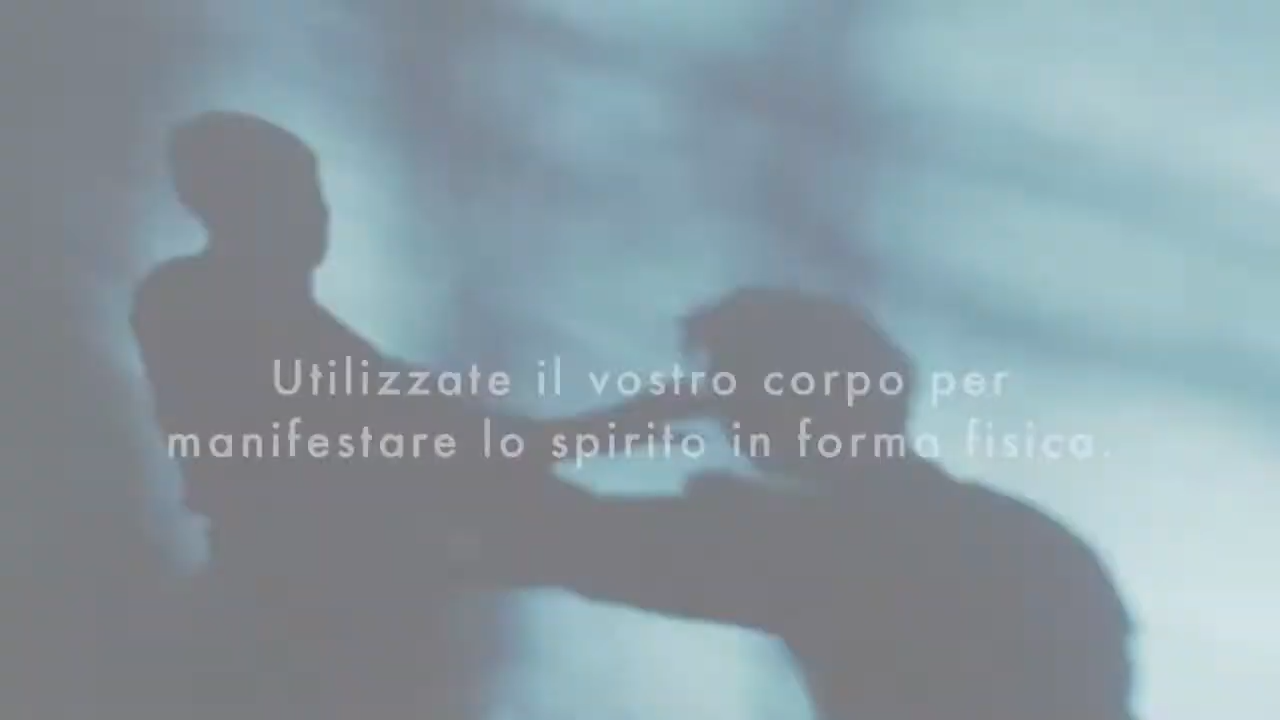 Utilizzate il vostro corpo per
manifestare lo spirito in forma fisica.